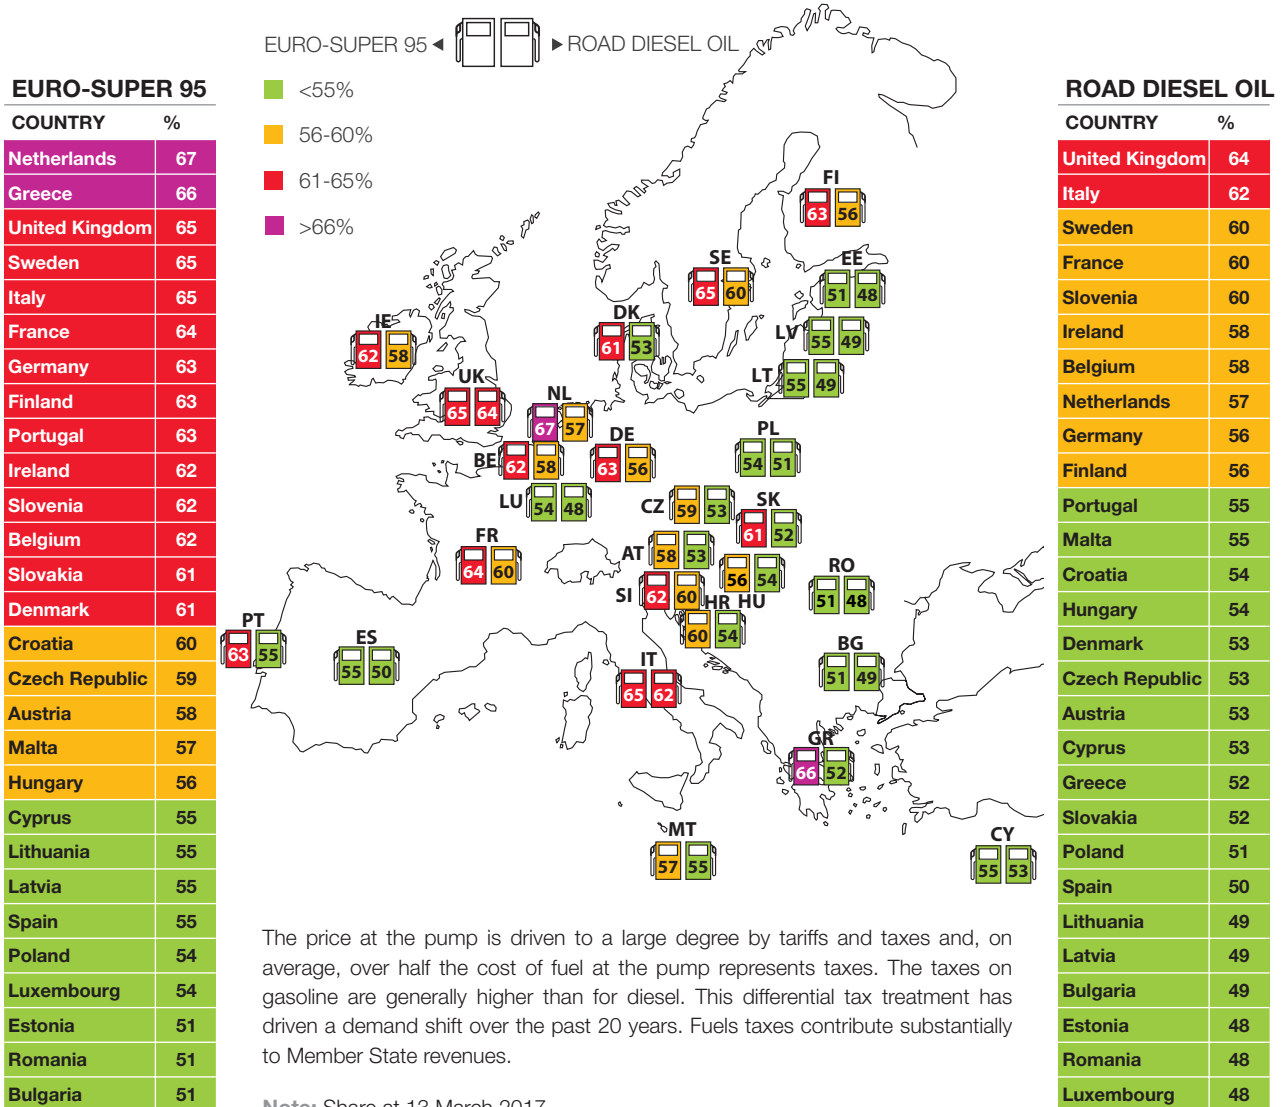 EURO-SUPER 95 ROAD DIESEL OIL
<55%
56-60%
61-65%
>66%
EURO-SUPER 95
COUNTRY %
Netherlands 67
Greece 66
United Kingdom 65
Sweden 65
Italy 65
France 64
Germany 63
Finland 63
Portugal 63
Ireland 62
Slovenia 62
Belgium 62
Slovakia 61
Denmark 61
Croatia 60
Czech Republic 59
Austria 58
Malta 57
Hungary 56
Cyprus 55
Lithuania 55
Latvia 55
Spain 55
Poland 54
Luxembourg 54
Estonia 51
Romania 51
Bulgaria 51
FI
63 56
SE
65 60
EE
51 48
DK
61 53
LV
55 49
LT
55 49
IE
62 58
UK
65 64
NL
67 57
BE
62 58
DE
63 56
PL
54 51
LU
54 48
CZ
59 53
SK
61 52
FR
64 60
AT
58 53
HU
56 54
RO
51 48
SI
62 60
HR
60 54
PT
63 55
ES
55 50
IT
65 62
BG
51 49
GR
66 52
MT
57 55
CY
55 53
The price at the pump is driven to a large degree by tariffs and taxes and, on
average, over half the cost of fuel at the pump represents taxes. The taxes on
gasoline are generally higher than for diesel. This differential tax treatment has
driven a demand shift over the past 20 years. Fuels taxes contribute substantially
to Member State revenues.
Note: Share at 13 March 2017
ROAD DIESEL OIL
COUNTRY %
United Kingdom 64
Italy 62
Sweden 60
France 60
Slovenia 60
Ireland 58
Belgium 58
Netherlands 57
Germany 56
Finland 56
Portugal 55
Malta 55
Croatia 54
Hungary 54
Denmark 53
Czech Republic 53
Austria 53
Cyprus 53
Greece 52
Slovakia 52
Poland 51
Spain 50
Lithuania 49
Latvia 49
Bulgaria 49
Estonia 48
Romania 48
Luxembourg 48